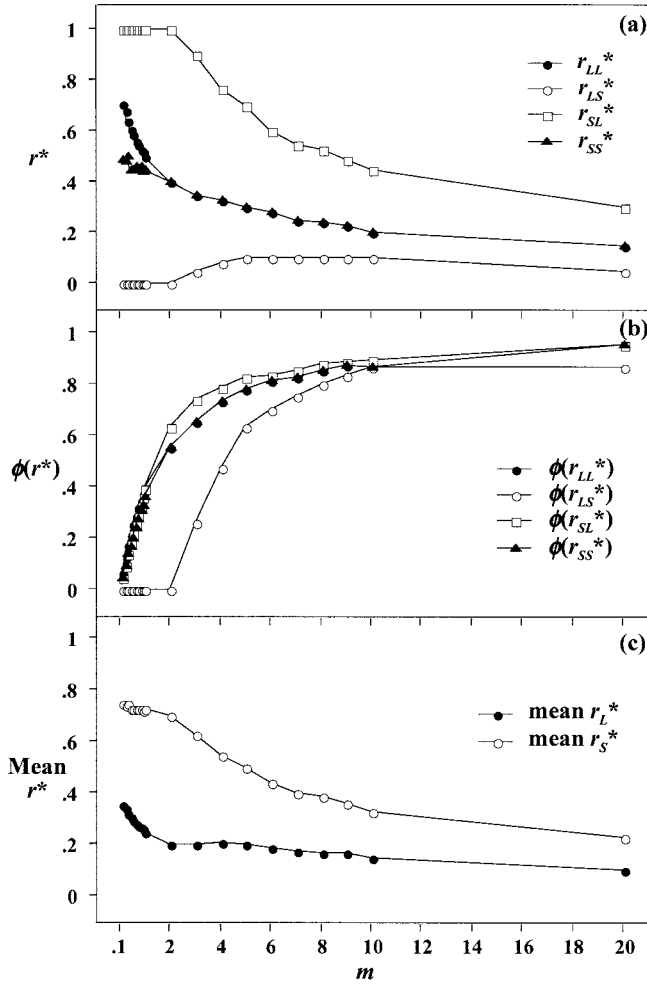 (a)
1
.8
.6
.4
.2
0
r*
r_LL*
r_LS*
r_SL*
r_SS*
(b)
1
.8
.6
.4
.2
0
ϕ(r*)
ϕ(r_LL*)
ϕ(r_LS*)
ϕ(r_SL*)
ϕ(r_SS*)
(c)
1
.8
.6
.4
.2
0
Mean
r*
mean r_L*
mean r_S*
.1 2 4 6 8 10 12 14 16 18 20
m